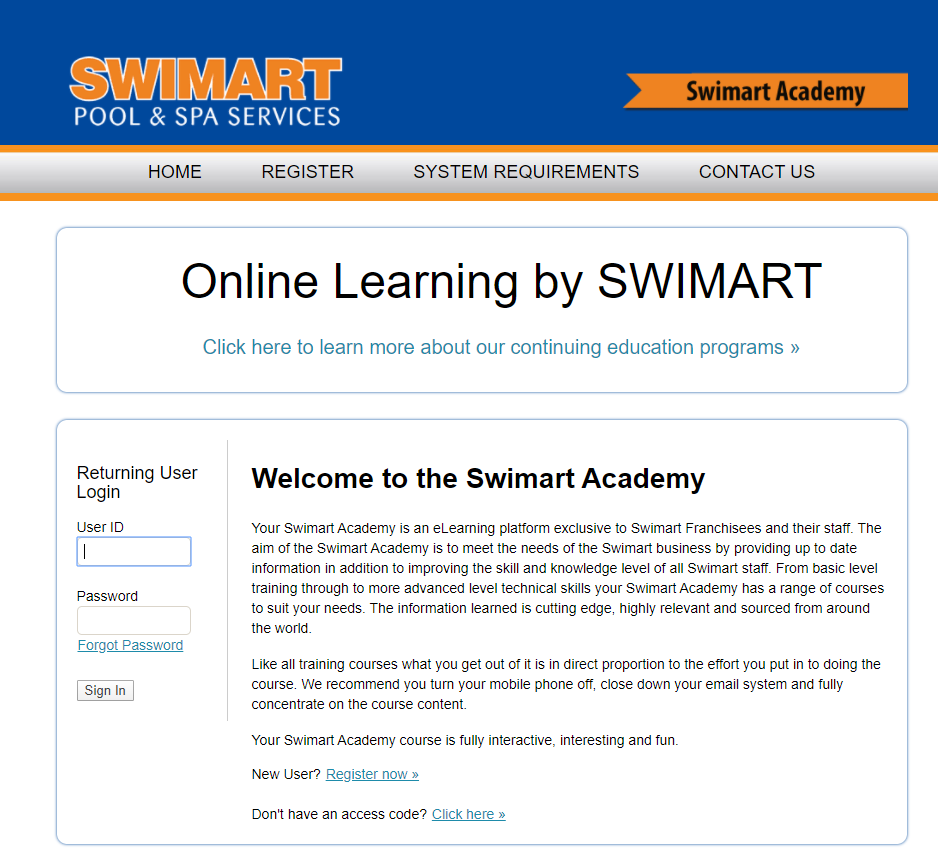 SWIMART
POOL & SPA SERVICES
Swimart Academy
HOME REGISTER SYSTEM REQUIREMENTS CONTACT US
Online Learning by SWIMART
Click here to learn more about our continuing education programs »
Returning User
Login
User ID
Password
Forgot Password
Sign In
Welcome to the Swimart Academy
Your Swimart Academy is an eLearning platform exclusive to Swimart Franchisees and their staff. The
aim of the Swimart Academy is to meet the needs of the Swimart business by providing up to date
information in addition to improving the skill and knowledge level of all Swimart staff. From basic level
training through to more advanced level technical skills your Swimart Academy has a range of courses
to suit your needs. The information learned is cutting edge, highly relevant and sourced from around
the world.
Like all training courses what you get out of it is in direct proportion to the effort you put in to doing the
course. We recommend you turn your mobile phone off, close down your email system and fully
concentrate on the course content.
Your Swimart Academy course is fully interactive, interesting and fun.
New User? Register now »
Don't have an access code? Click here »